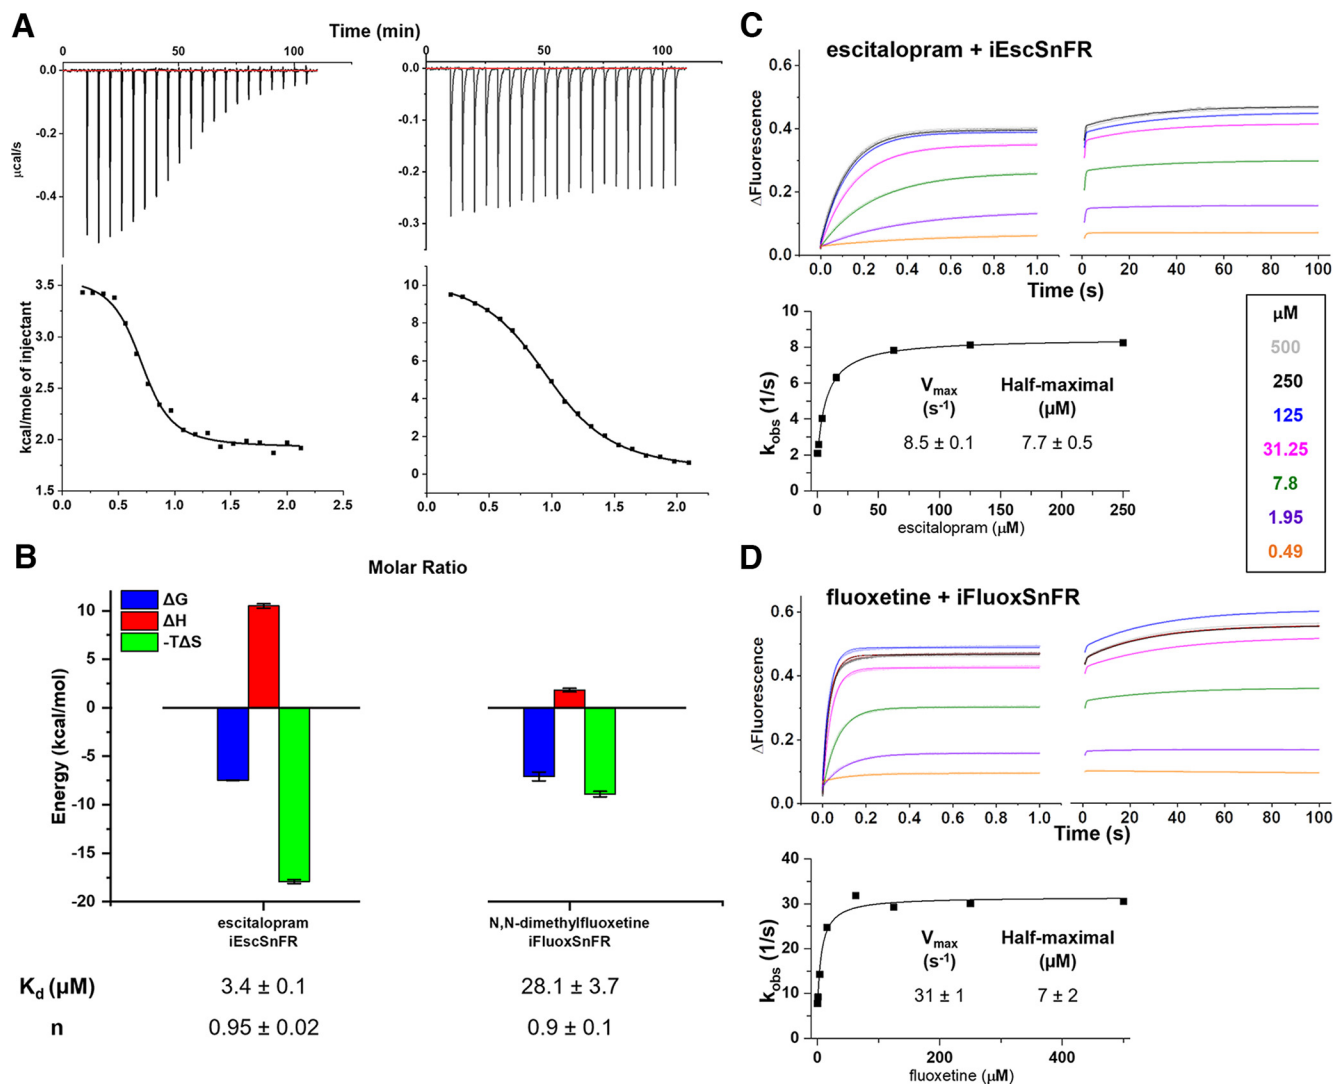 A
Time (min)
0 50 100
0.0
-0.2
-0.4
µcal/s
0 50 100
0.0
-0.1
-0.2
-0.3
3.5
3.0
2.5
2.0
1.5
kcal/mole of injectant
0.0 0.5 1.0 1.5 2.0 2.5
10
8
6
4
2
0
0.0 0.5 1.0 1.5 2.0
Molar Ratio
B
ΔG
ΔH
-TΔS
10
5
0
-5
-10
-15
-20
Energy (kcal/mol)
escitalopram
iEscSnFR
N,N-dimethylfluoxetine
iFluoxSnFR
Kd (µM) 3.4 ± 0.1 28.1 ± 3.7
n 0.95 ± 0.02 0.9 ± 0.1
C
escitalopram + iEscSnFR
0.6
0.4
0.2
0.0
ΔFluorescence
0.0 0.2 0.4 0.6 0.8 1.0
0 20 40 60 80 100
Time (s)
10
8
6
4
2
0
kobs (1/s)
Vmax Half-maximal
(s-1) (µM)
8.5 ± 0.1 7.7 ± 0.5
0 50 100 150 200 250
escitalopram (µM)
µM
500
250
125
31.25
7.8
1.95
0.49
D
fluoxetine + iFluoxSnFR
0.6
0.4
0.2
0.0
ΔFluorescence
0.0 0.2 0.4 0.6 0.8 1.0
0 20 40 60 80 100
Time (s)
40
30
20
10
0
kobs (1/s)
Vmax Half-maximal
(s-1) (µM)
31 ± 1 7 ± 2
0 200 400
fluoxetine (µM)